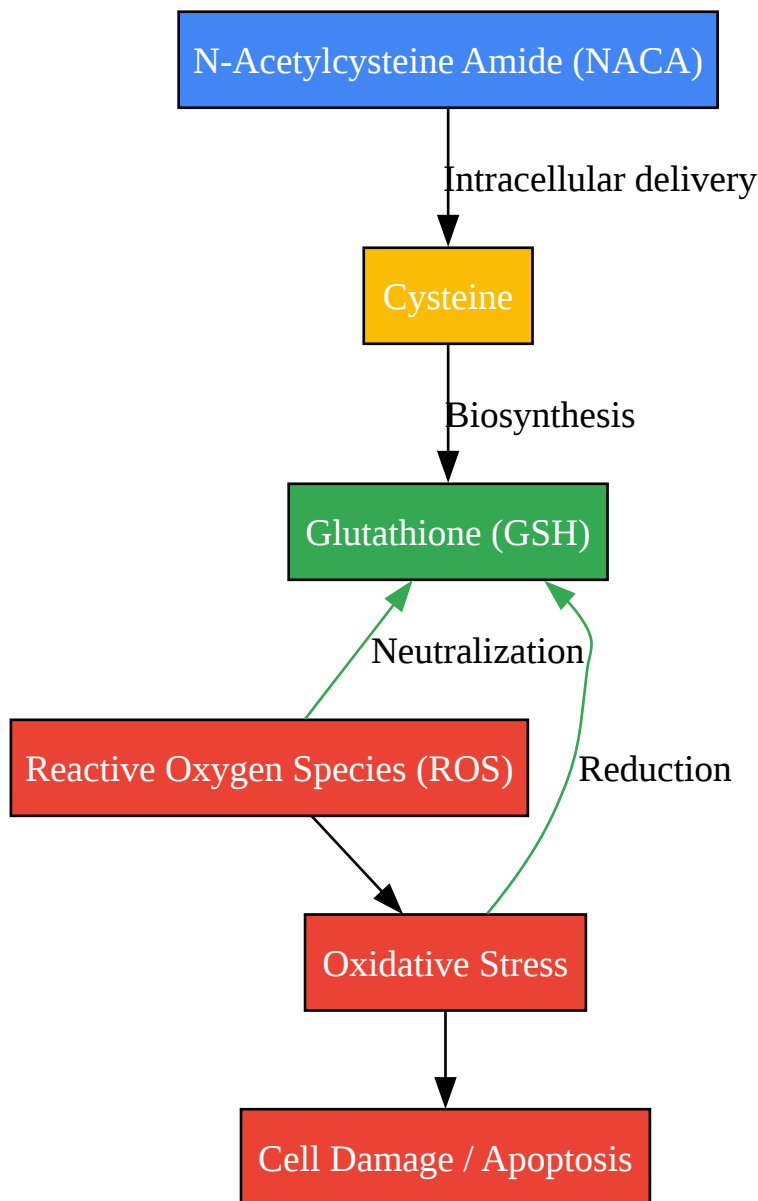 N-Acetylcysteine Amide (NACA)
Intracellular delivery
Cysteine
Biosynthesis
Glutathione (GSH)
Neutralization
Reactive Oxygen Species (ROS)
Reduction
Oxidative Stress
Cell Damage / Apoptosis